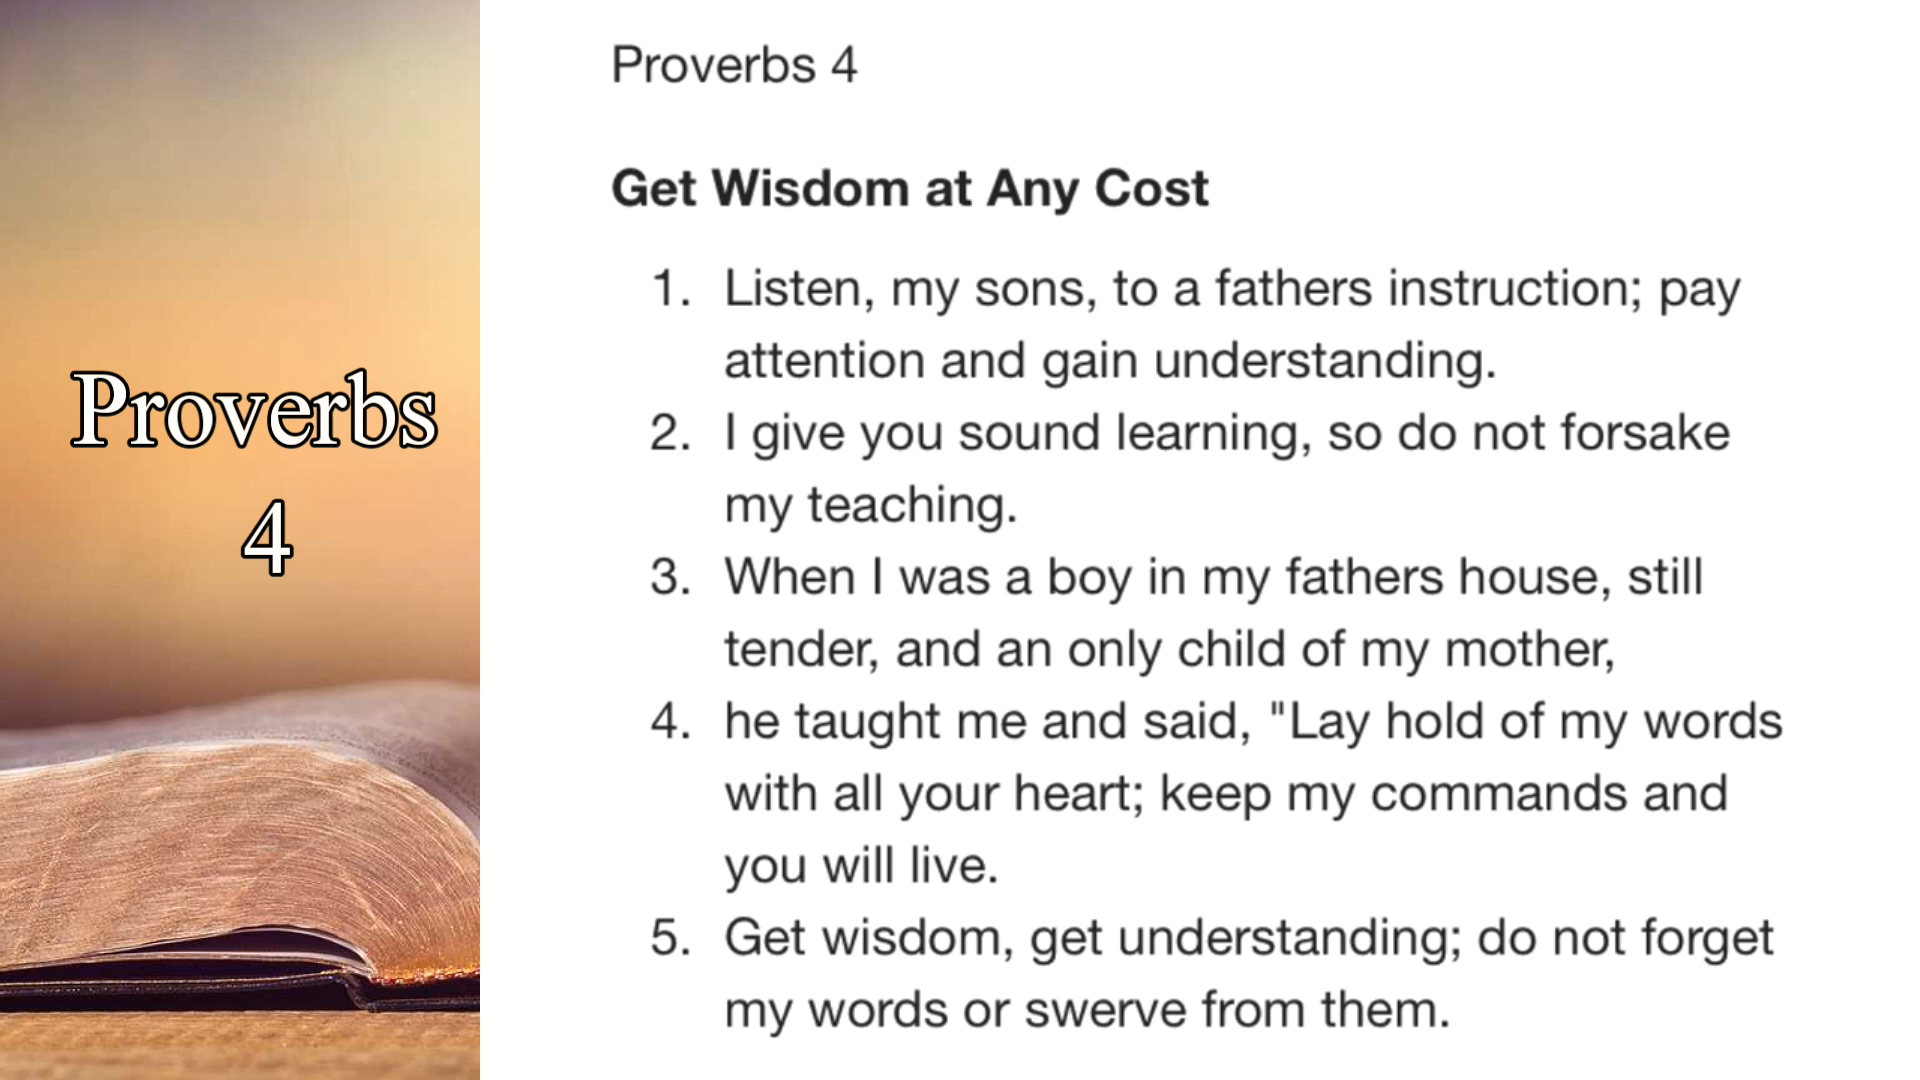 Proverbs
4
Proverbs 4
Get Wisdom at Any Cost
1. Listen, my sons, to a fathers instruction; pay
attention and gain understanding.
2. I give you sound learning, so do not forsake
my teaching.
3. When I was a boy in my fathers house, still
tender, and an only child of my mother,
4. he taught me and said, "Lay hold of my words
with all your heart; keep my commands and
you will live.
5. Get wisdom, get understanding; do not forget
my words or swerve from them.